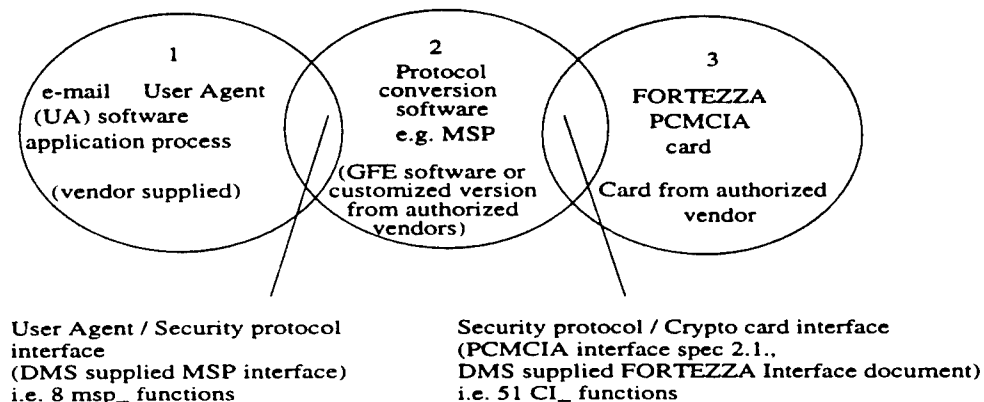 1
e-mail User Agent
(UA) software
application process
(vendor supplied)
2
Protocol
conversion
software
e.g. MSP
(GFE software or
customized version
from authorized
vendors)
3
FORTEZZA
PCMCIA
card
Card from authorized
vendor
User Agent / Security protocol
interface
(DMS supplied MSP interface)
i.e. 8 msp_ functions
Security protocol / Crypto card interface
(PCMCIA interface spec 2.1.,
DMS supplied FORTEZZA Interface document)
i.e. 51 CI_ functions